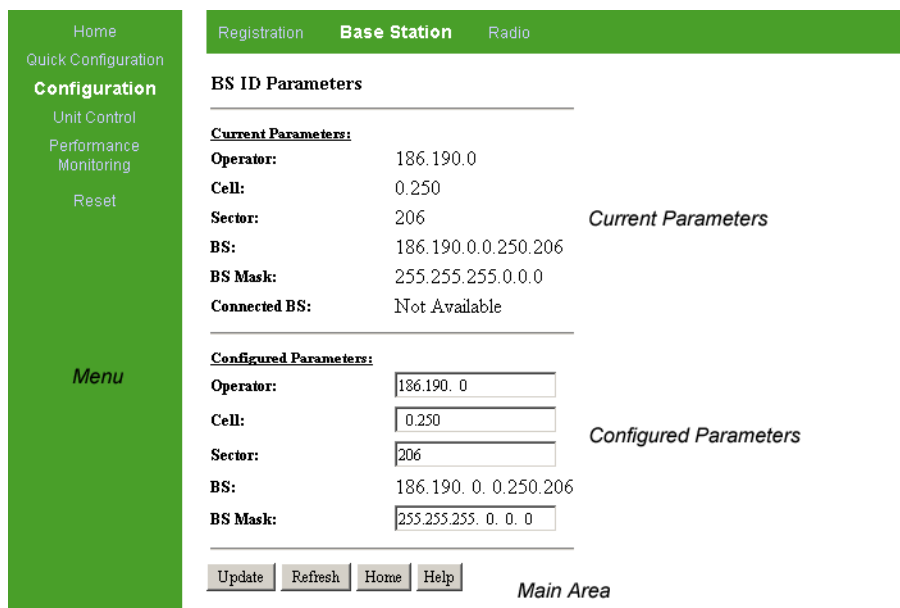 Home
Quick Configuration
Configuration
Unit Control
Performance
Monitoring
Reset
Menu
Registration Base Station Radio
BS ID Parameters
Current Parameters:
Operator: 186.190.0
Cell: 0.250
Sector: 206
BS: 186.190.0.0.250.206
BS Mask: 255.255.255.0.0.0
Connected BS: Not Available
Current Parameters
Configured Parameters:
Operator: 186.190. 0
Cell: 0.250
Sector: 206
BS: 186.190. 0. 0.250.206
BS Mask: 255.255.255. 0. 0. 0
Configured Parameters
Update Refresh Home Help
Main Area